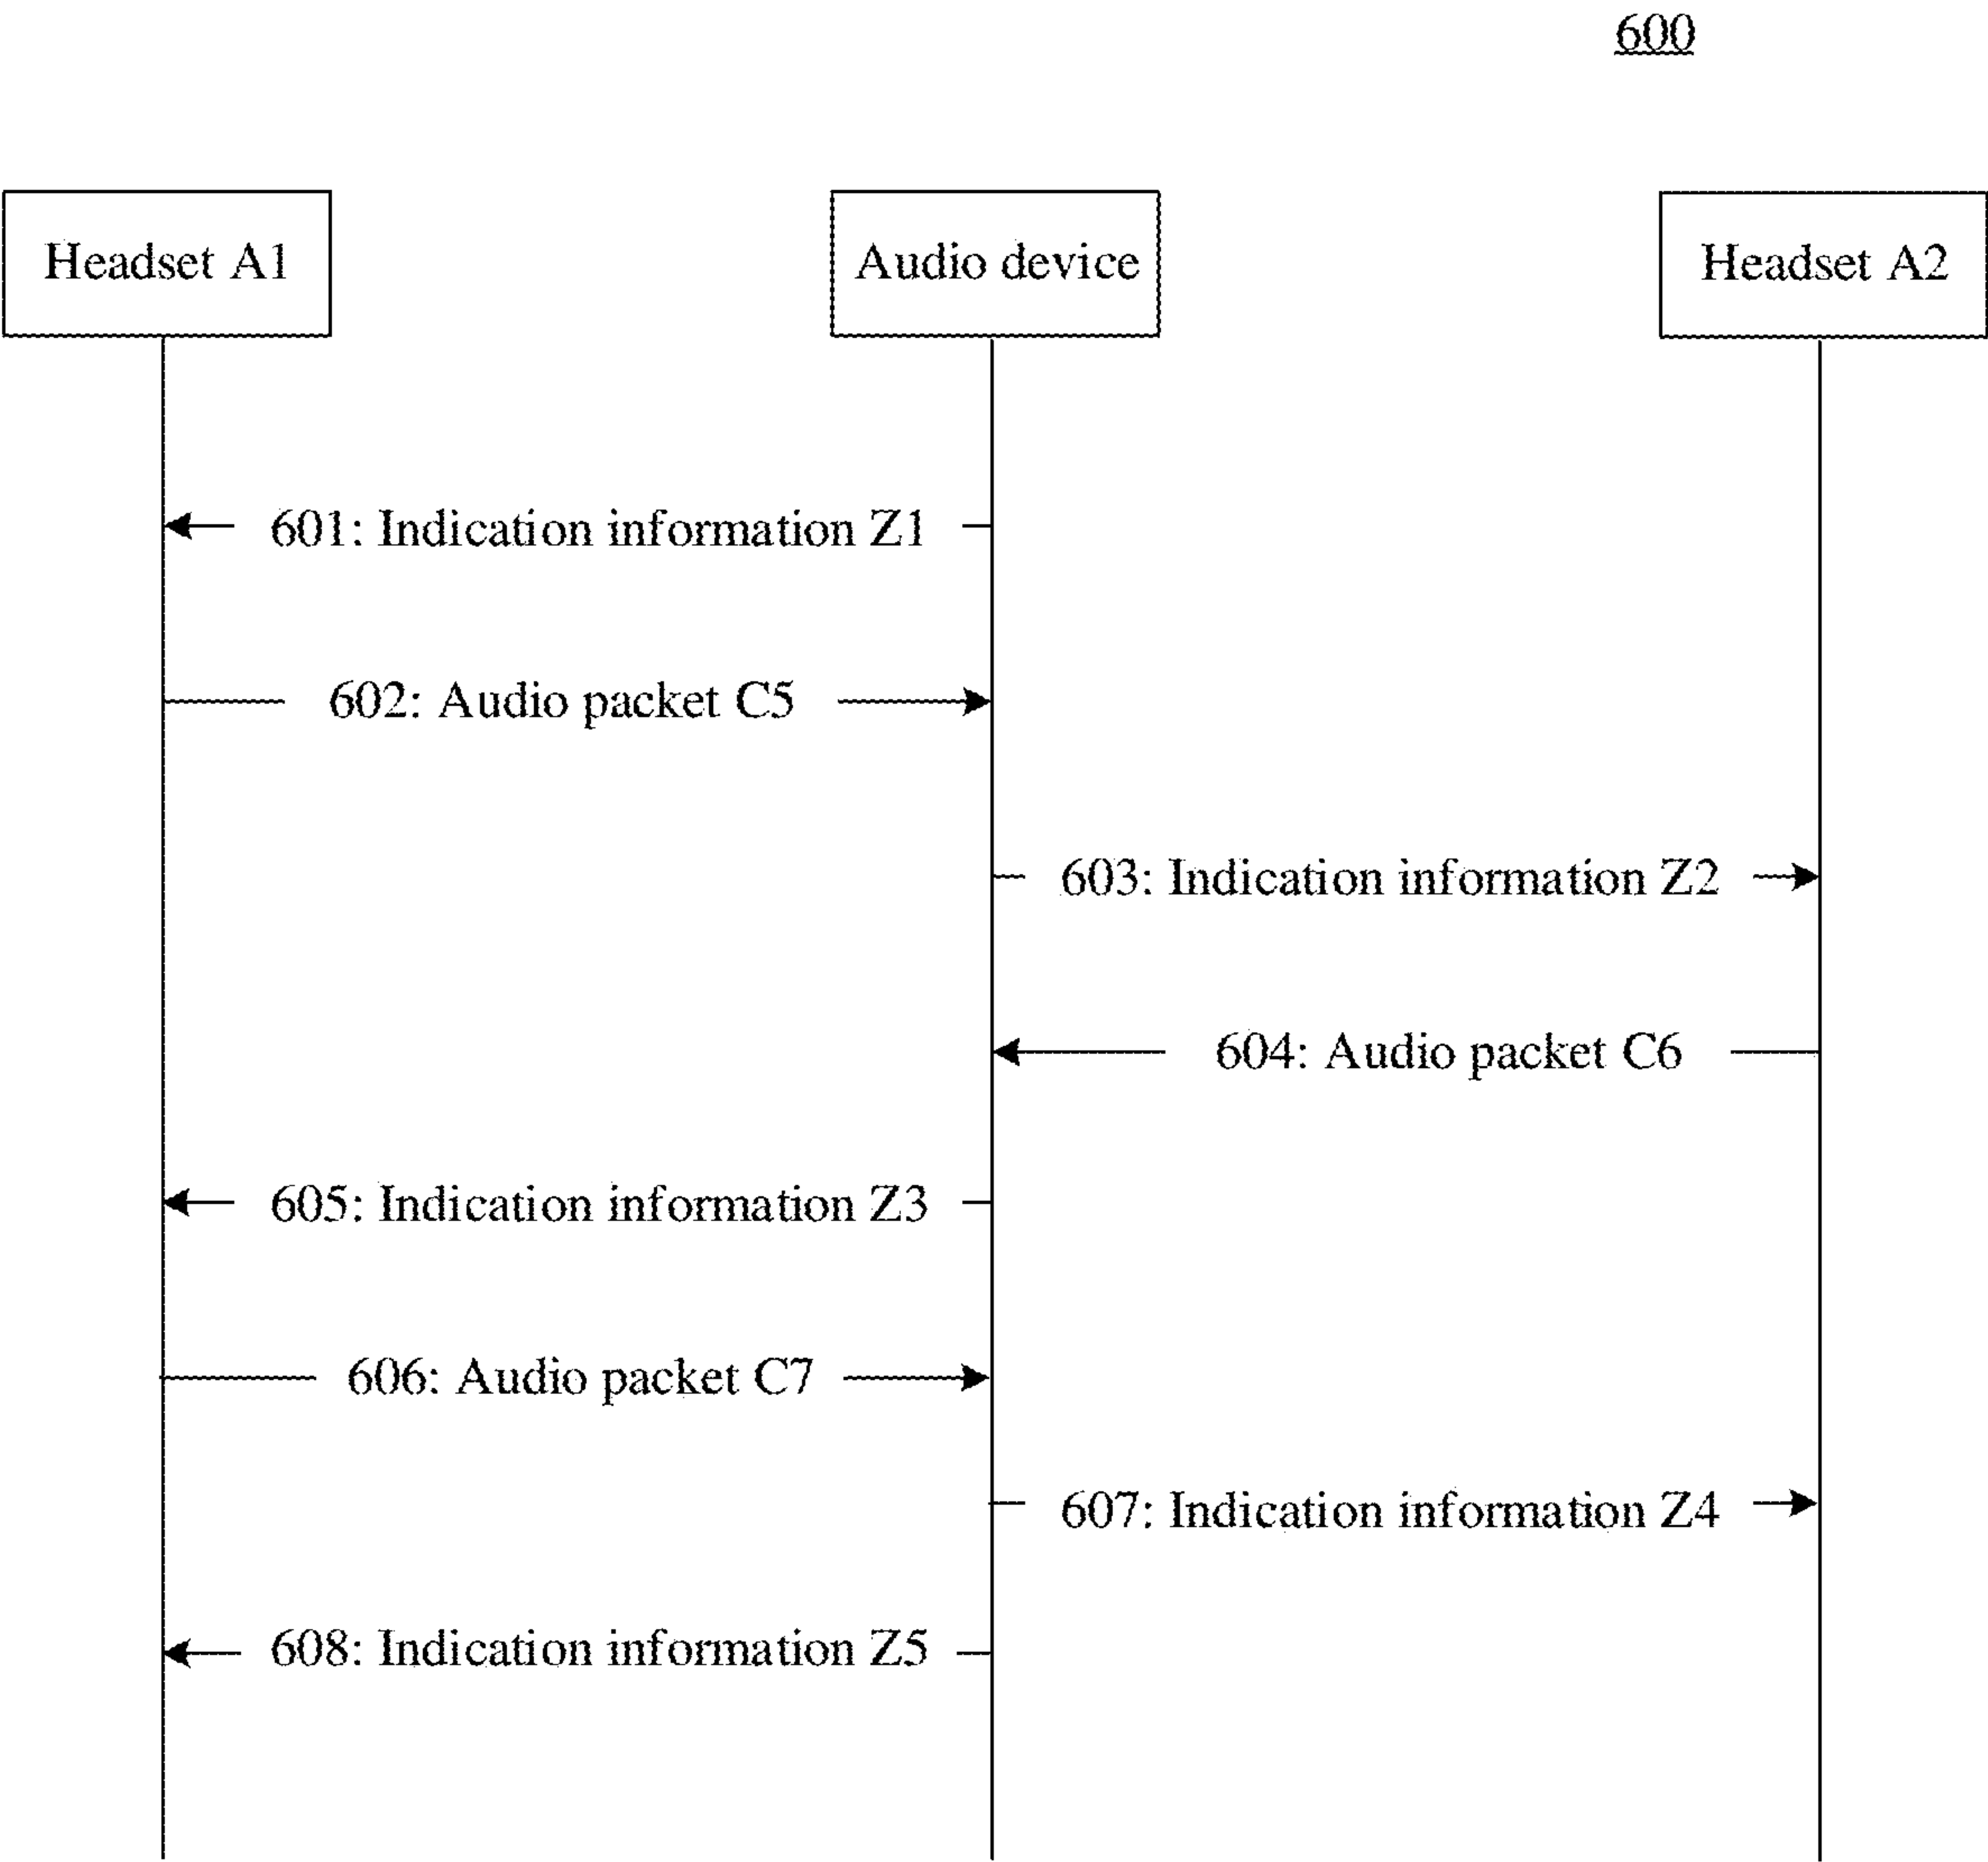 600
Headset A1
Audio device
Headset A2
601: Indication information Z1
602: Audio packet C5
603: Indication information Z2
604: Audio packet C6
605: Indication information Z3
606: Audio packet C7
607: Indication information Z4
608: Indication information Z5